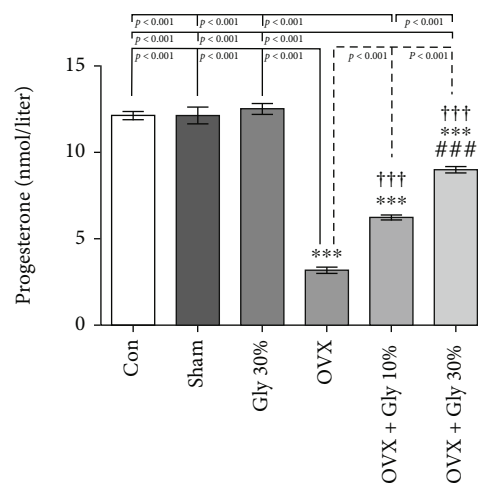 p < 0.001 p < 0.001 p < 0.001 p < 0.001
p < 0.001 p < 0.001 p < 0.001
p < 0.001 p < 0.001 p < 0.001 p < 0.001 P < 0.001
Progesterone (nmol/liter)
15
10
5
0
†††
***
###
†††
***
***
Con
Sham
Gly 30%
OVX
OVX + Gly 10%
OVX + Gly 30%